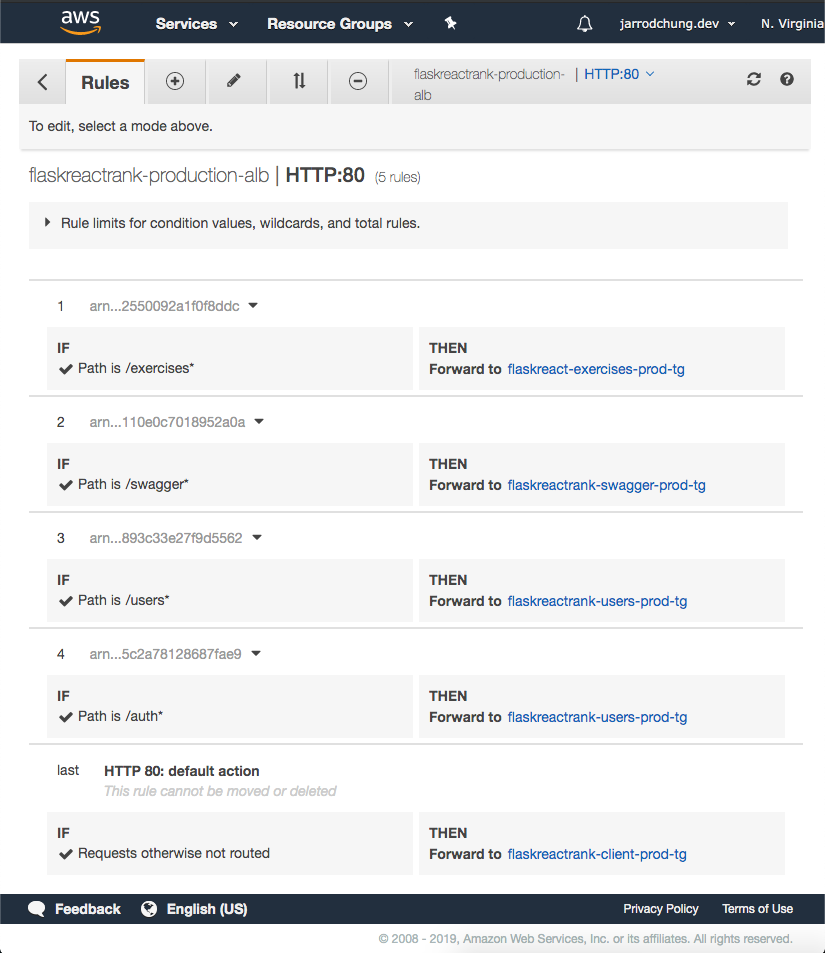 aws Services Resource Groups jarrodchung.dev N. Virginia
Rules flaskreactrank-production- | HTTP:80
alb
To edit, select a mode above.
flaskreactrank-production-alb | HTTP:80 (5 rules)
Rule limits for condition values, wildcards, and total rules.
1 arn...2550092a1f0f8ddc
IF THEN
Path is /exercises* Forward to flaskreact-exercises-prod-tg
2 arn...110e0c7018952a0a
IF THEN
Path is /swagger* Forward to flaskreactrank-swagger-prod-tg
3 arn...893c33e27f9d5562
IF THEN
Path is /users* Forward to flaskreactrank-users-prod-tg
4 arn...5c2a78128687fae9
IF THEN
Path is /auth* Forward to flaskreactrank-users-prod-tg
last HTTP 80: default action
This rule cannot be moved or deleted
IF THEN
Requests otherwise not routed Forward to flaskreactrank-client-prod-tg
Feedback English (US) Privacy Policy Terms of Use
© 2008 - 2019, Amazon Web Services, Inc. or its affiliates. All rights reserved.